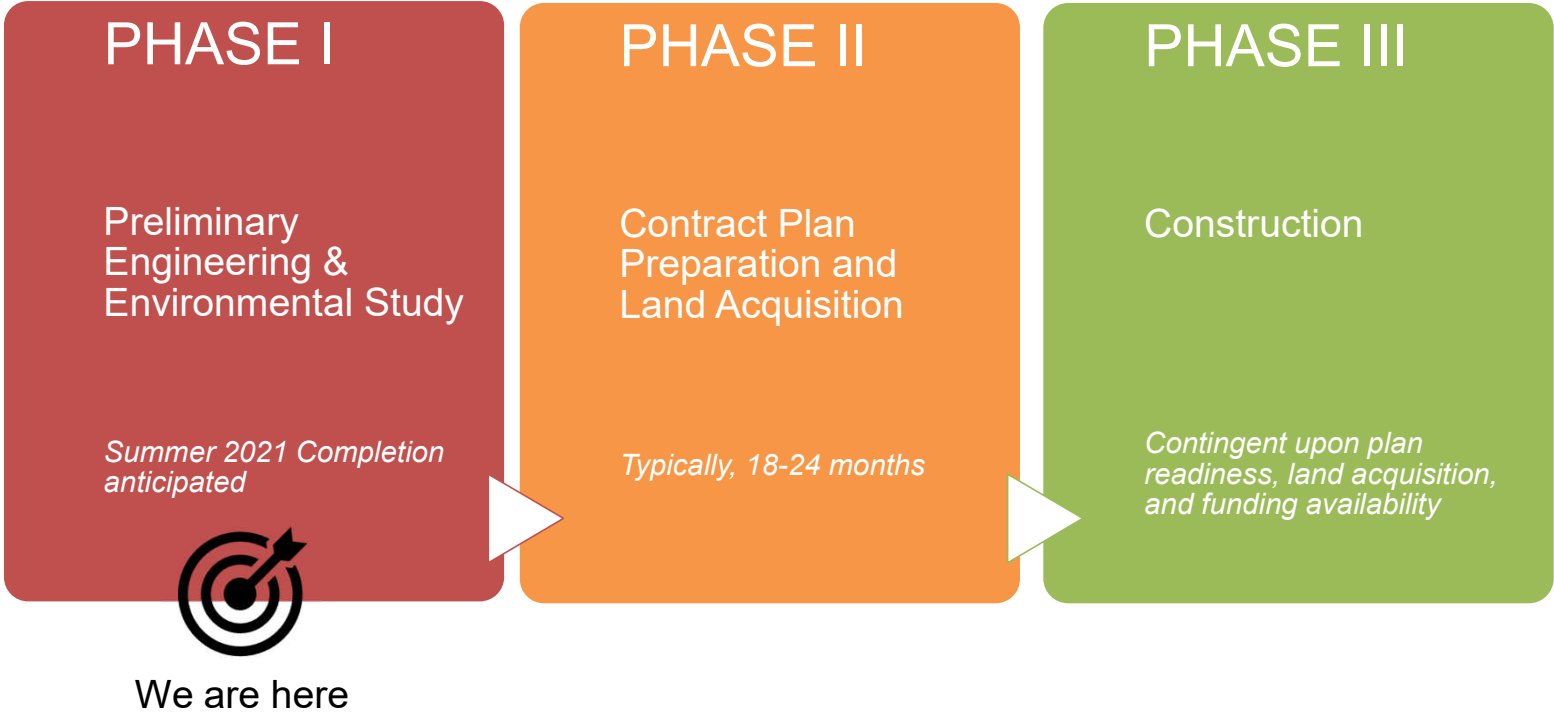 PHASE I
Preliminary
Engineering &
Environmental Study
Summer 2021 Completion
anticipated
We are here
PHASE II
Contract Plan
Preparation and
Land Acquisition
Typically, 18-24 months
PHASE III
Construction
Contingent upon plan
readiness, land acquisition,
and funding availability